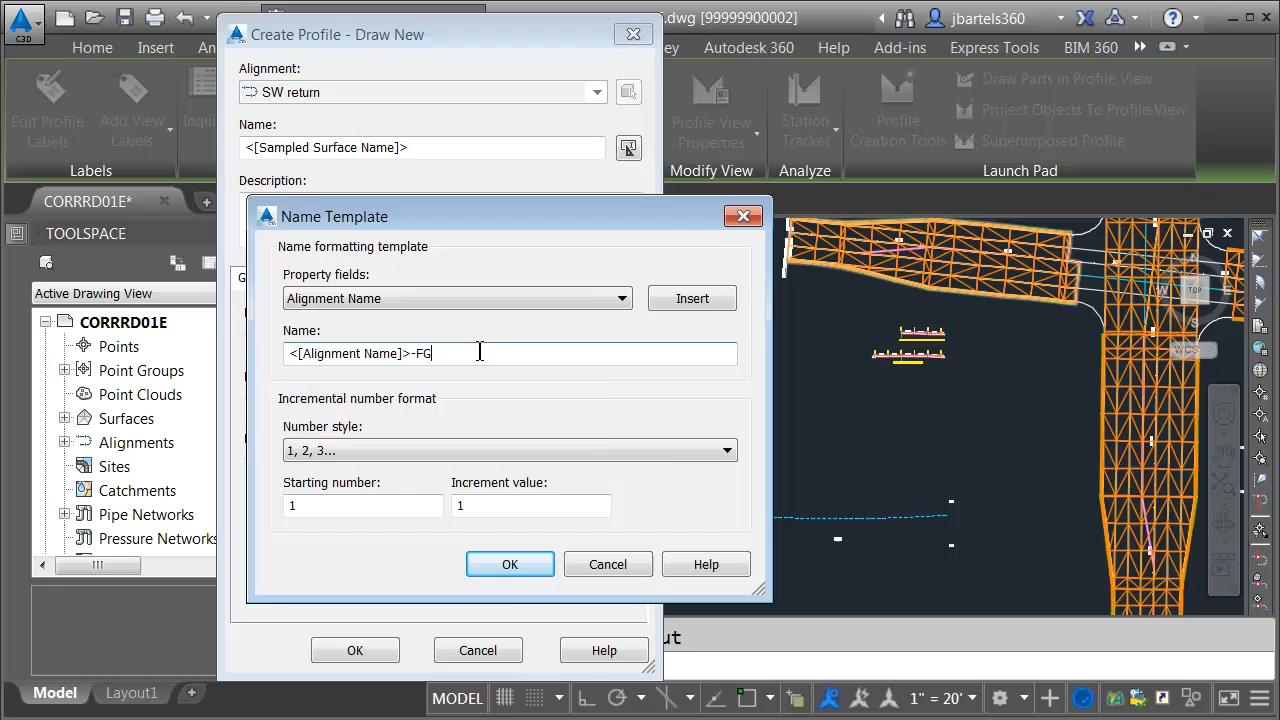 C3D
Create Profile - Draw New
.dwg [99999900002]
jbartels360
Home
Insert
An
ey
Autodesk 360
Help
Add-ins
Express Tools
BIM 360
Alignment:
SW return
Name:
<[Sampled Surface Name]>
Description:
Edit Profile
Labels
Add View
Labels
Inqui
Labels
Profile View
Properties
Modify View
Station
Tracker
Analyze
Profile
Creation Tools
Draw Parts in Profile View
Project Objects To Profile View
Superimposed Profile
Launch Pad
CORRRD01E*
TOOLSPACE
Active Drawing View
CORRRD01E
Points
Point Groups
Point Clouds
Surfaces
Alignments
Sites
Catchments
Pipe Networks
Pressure Networks
G
Name Template
Name formatting template
Property fields:
Alignment Name
Insert
Name:
<[Alignment Name]>-FG
Incremental number format
Number style:
1, 2, 3...
Starting number:
Increment value:
1
1
OK
Cancel
Help
OK
Cancel
Help
N
W
TOP
E
S
WCS
ut
Model
Layout1
MODEL
1" = 20'